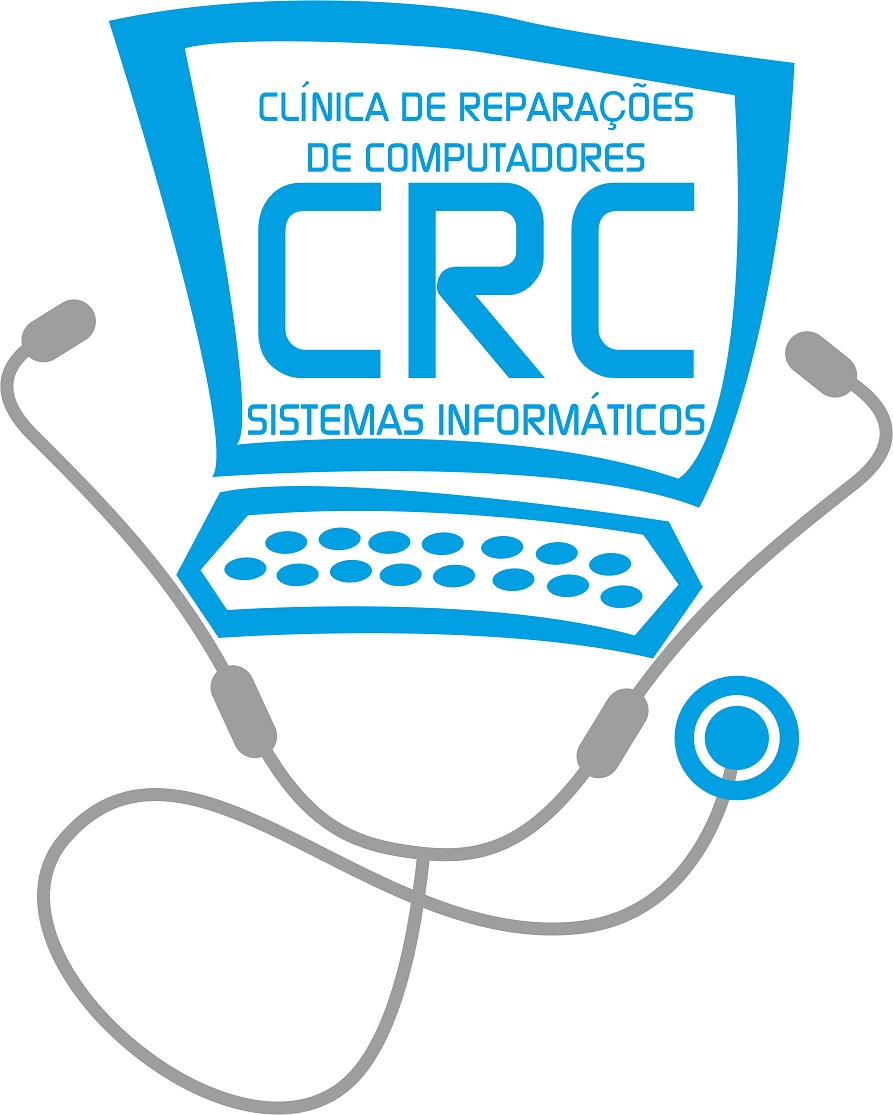 CLÍNICA DE REPARAÇÕES
DE COMPUTADORES
CRC
SISTEMAS INFORMÁTICOS